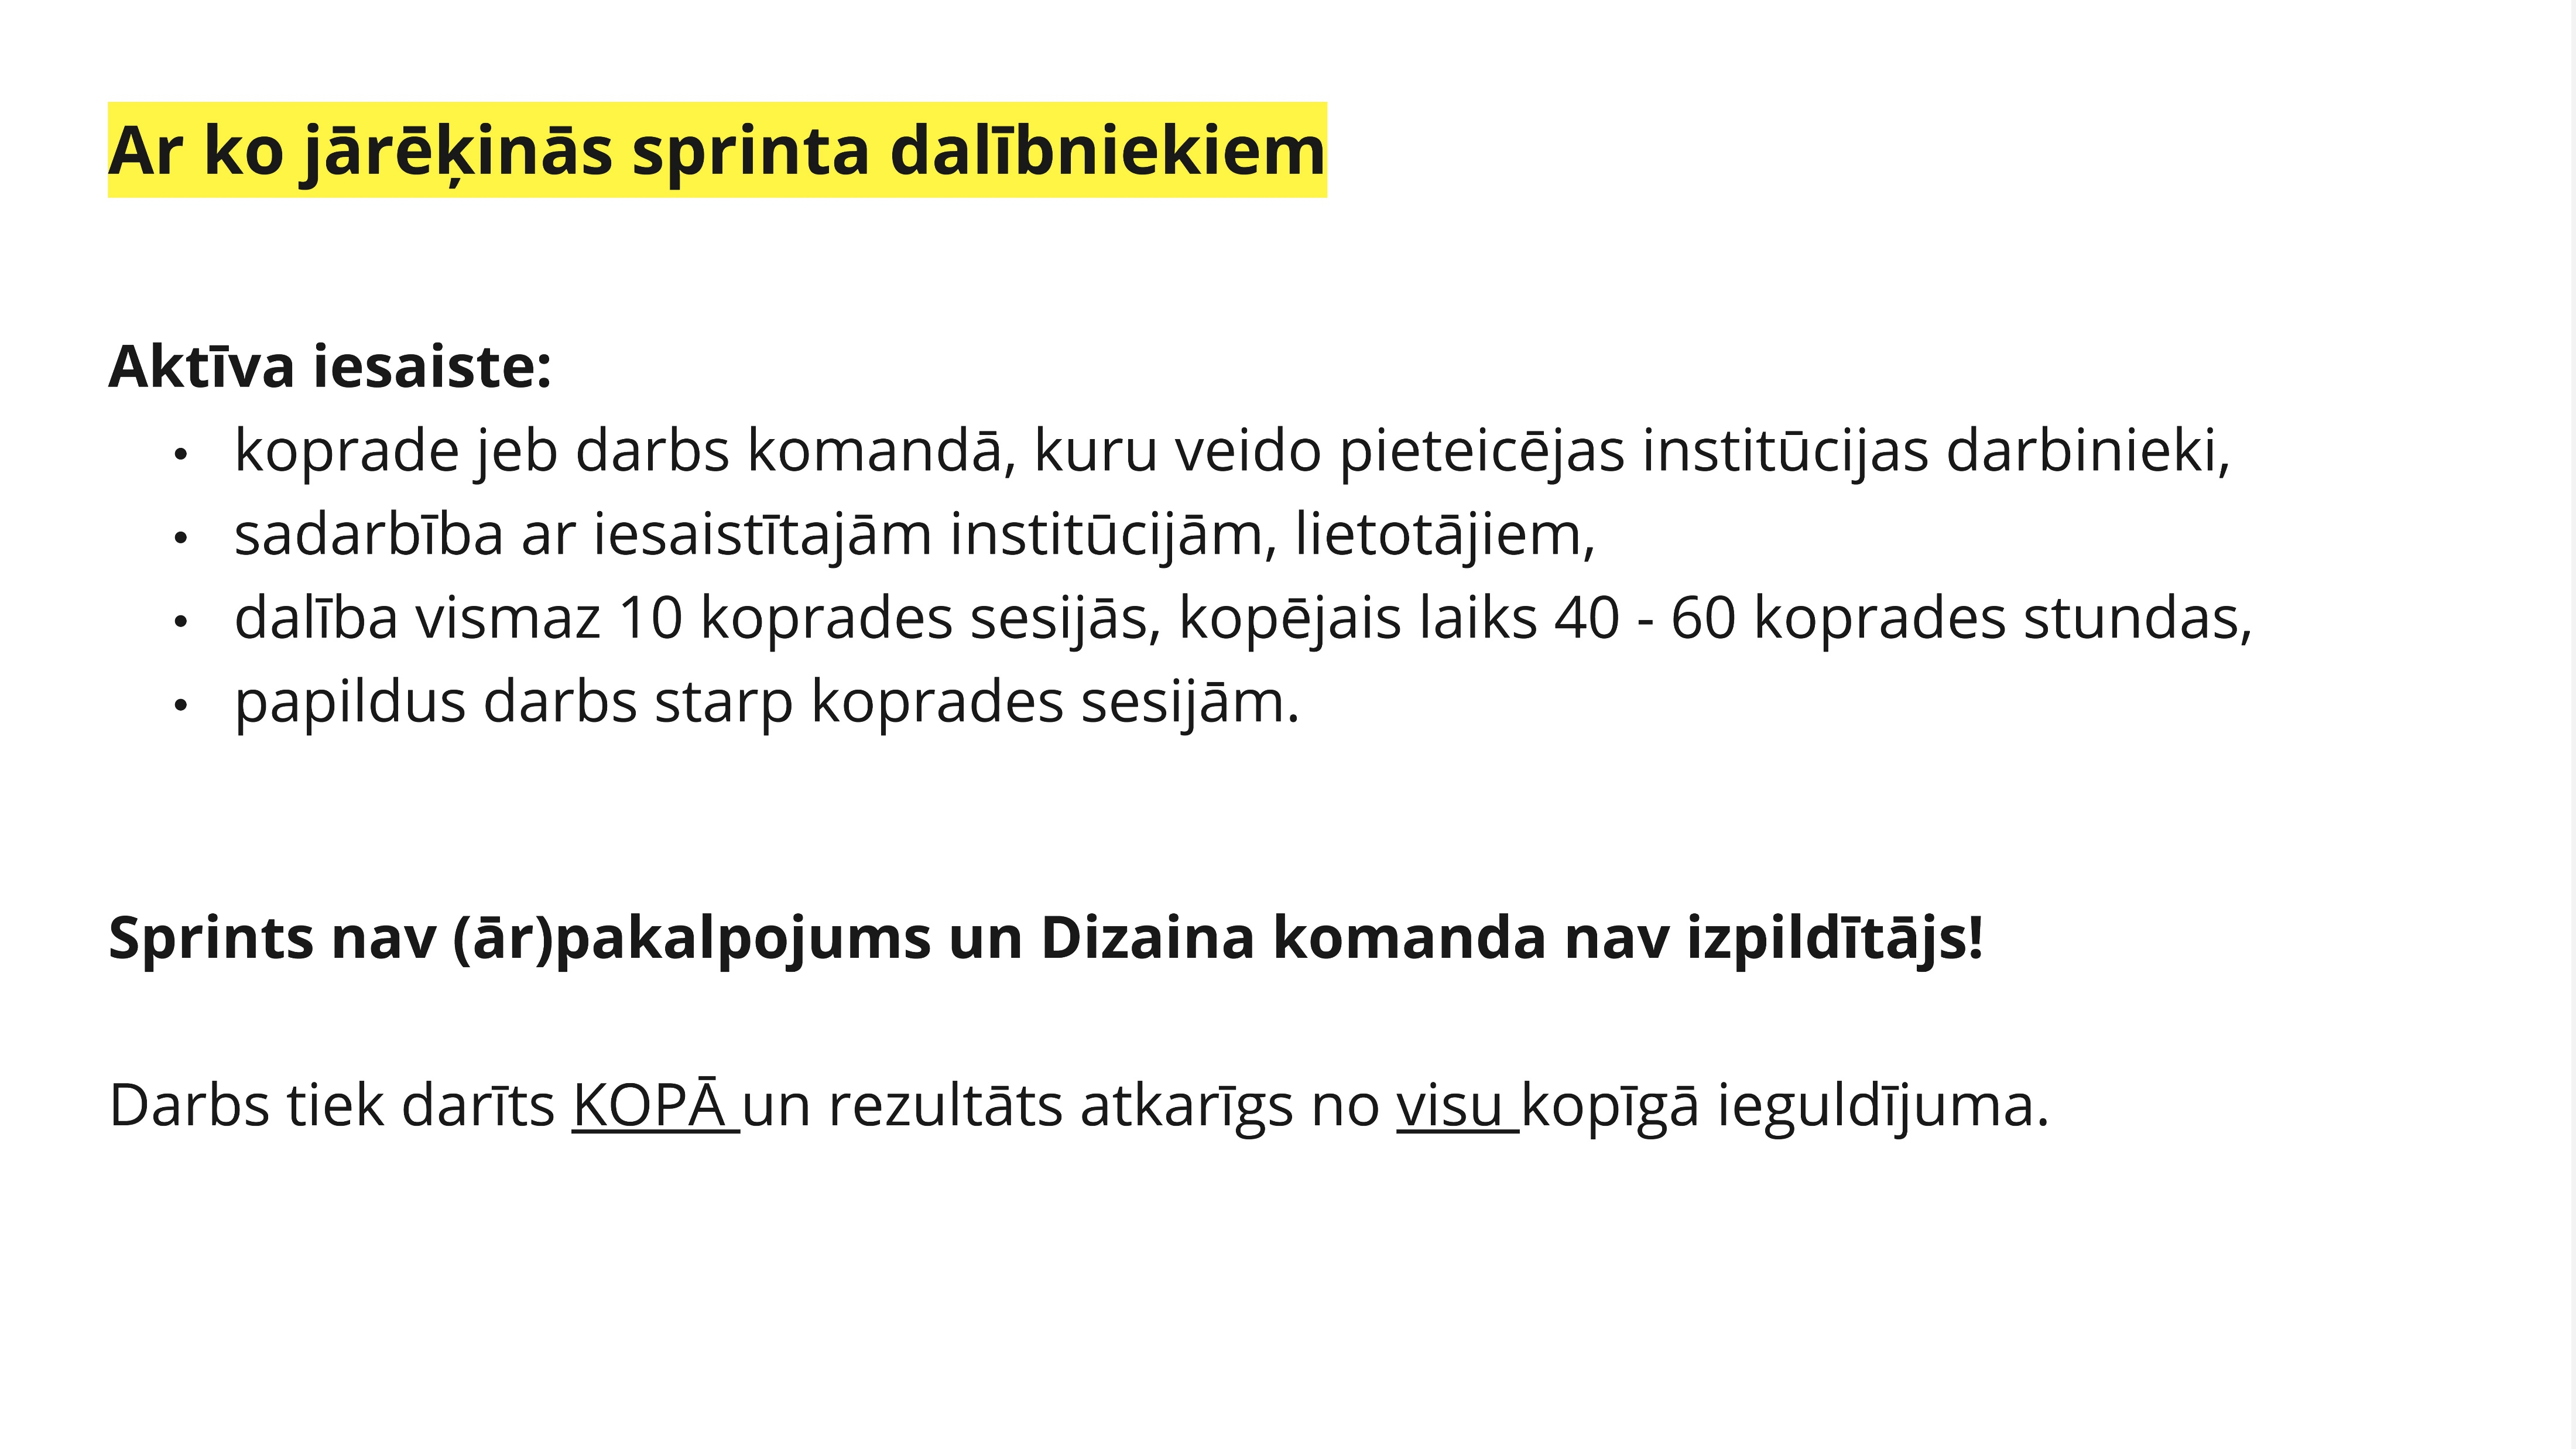 Ar ko jārēķinās sprinta dalībniekiem
Aktīva iesaiste:
• koprade jeb darbs komandā, kuru veido pieteicējas institūcijas darbinieki,
• sadarbība ar iesaistītajām institūcijām, lietotājiem,
• dalība vismaz 10 koprades sesijās, kopējais laiks 40 - 60 koprades stundas,
• papildus darbs starp koprades sesijām.
Sprints nav (ār)pakalpojums un Dizaina komanda nav izpildītājs!
Darbs tiek darīts KOPĀ un rezultāts atkarīgs no visu kopīgā ieguldījuma.